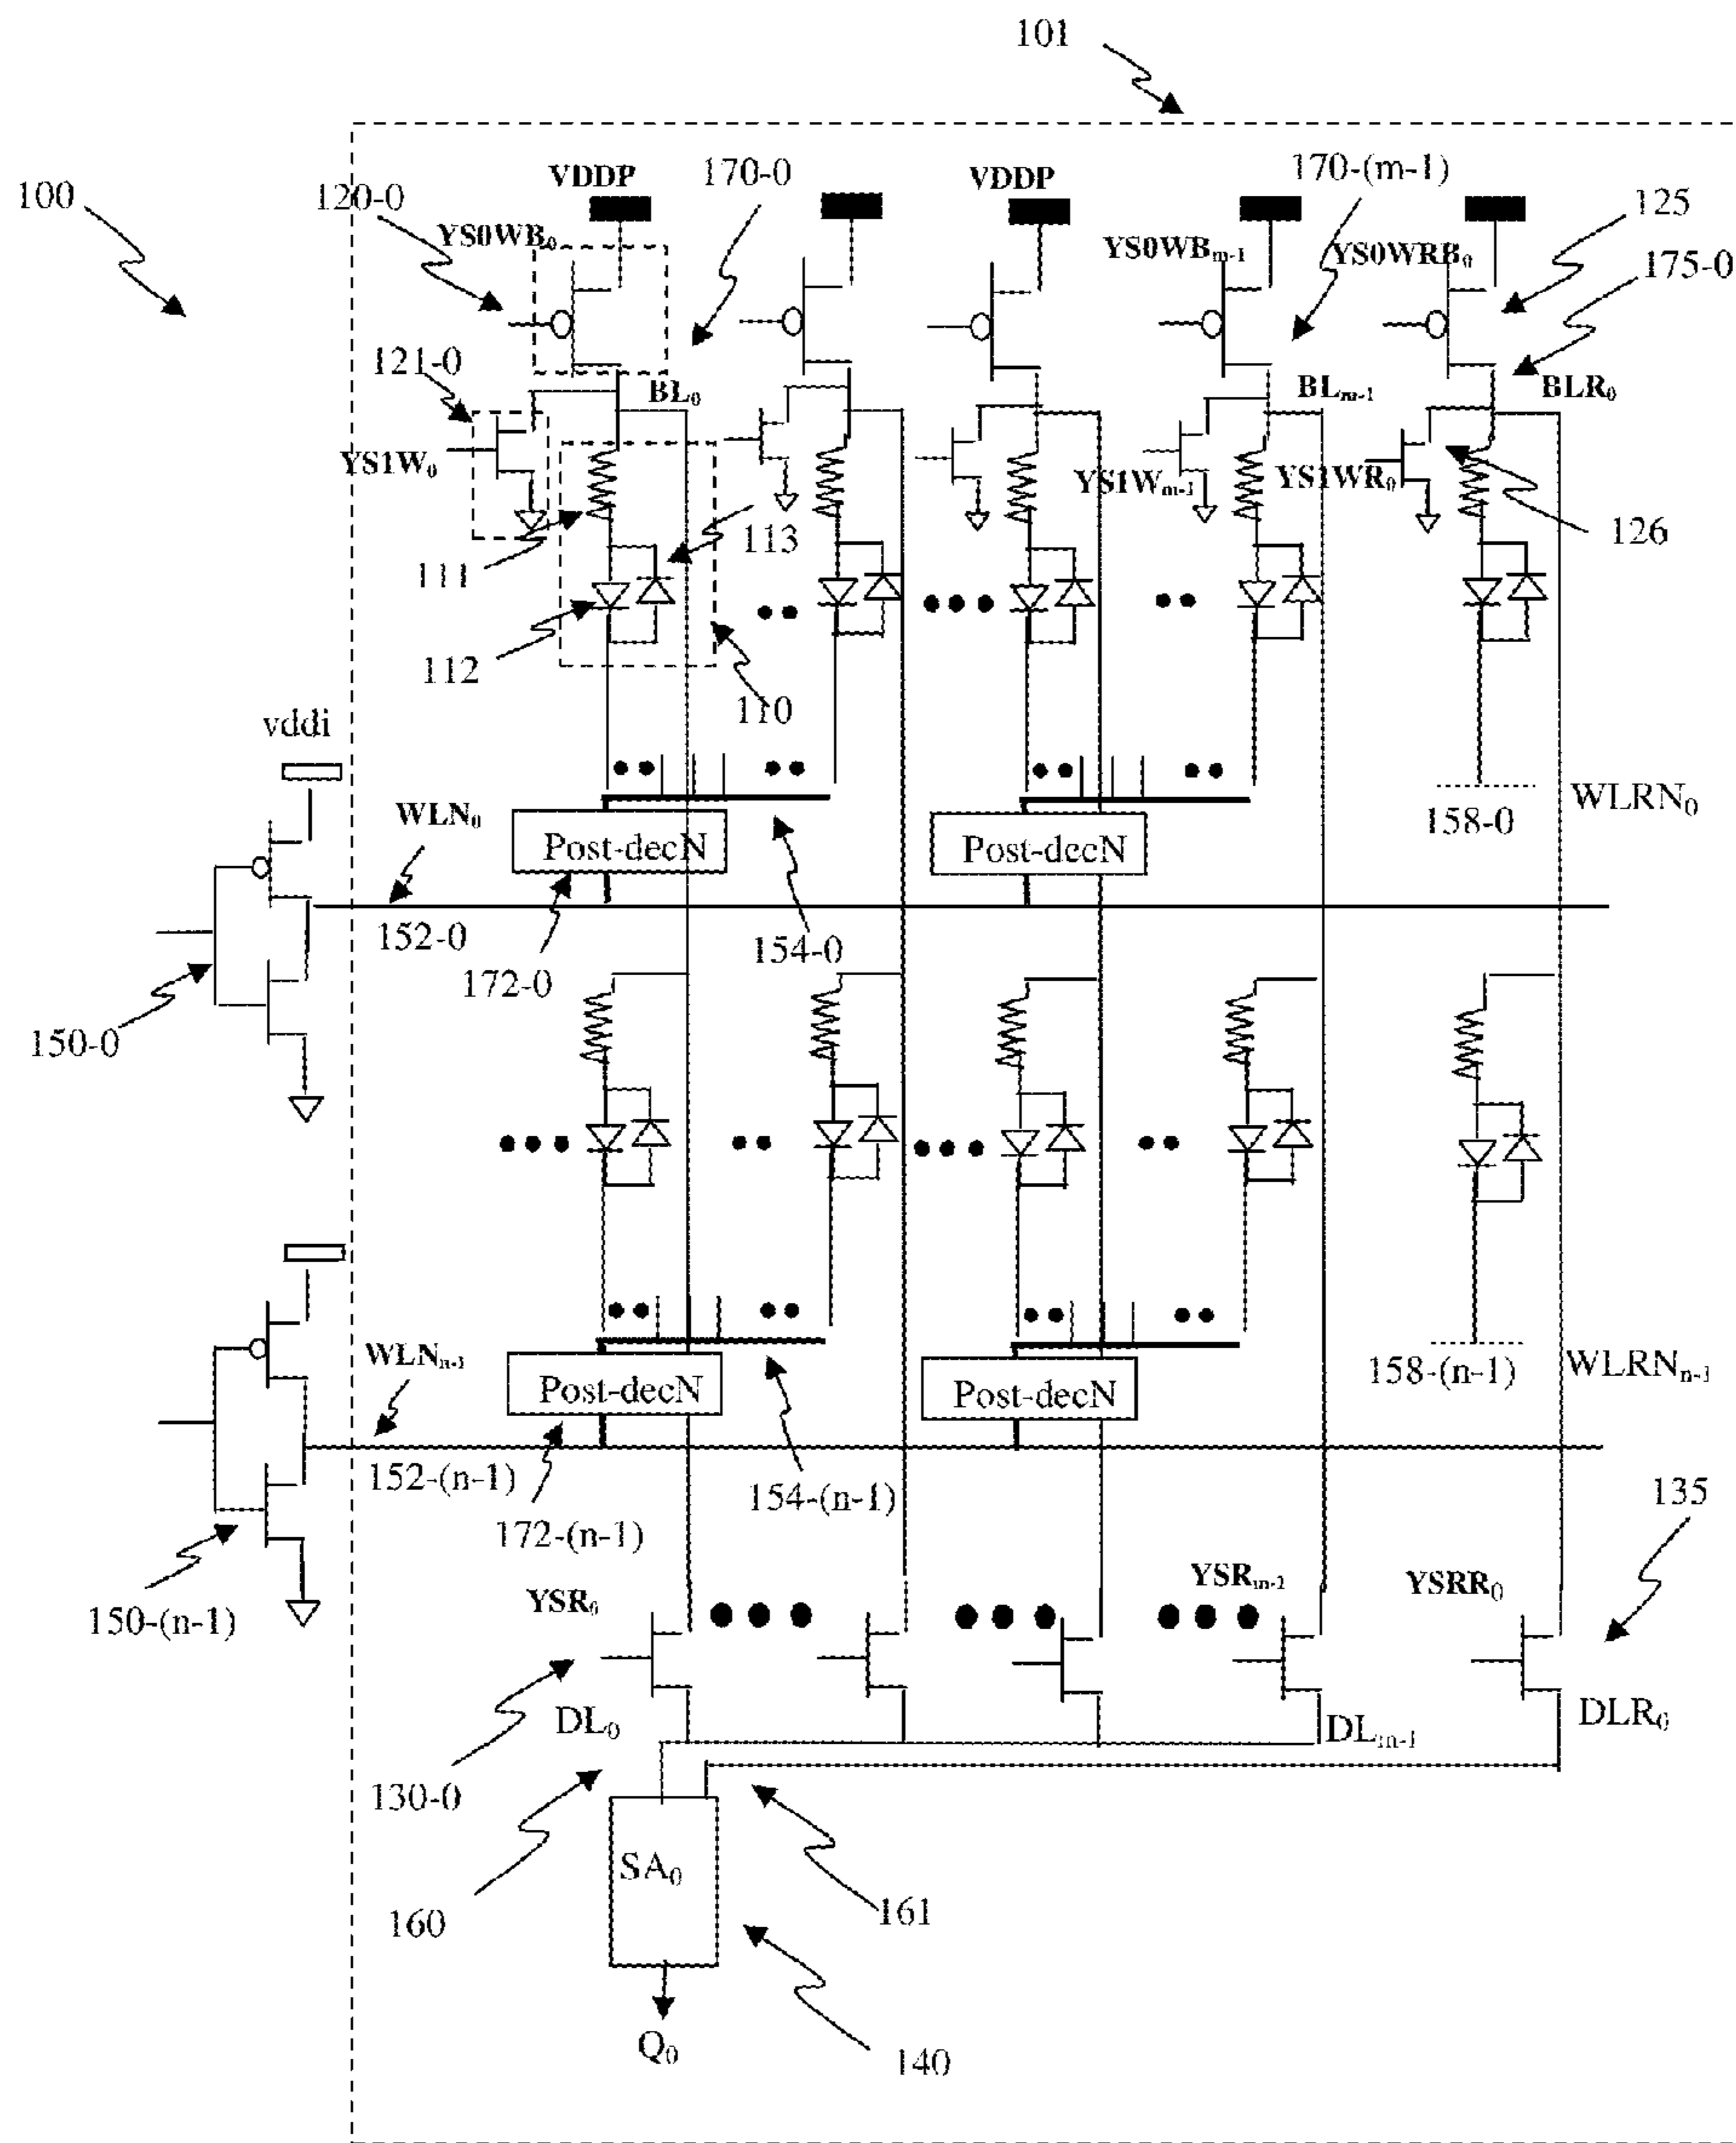 101
100
120-0
VDDP
170-0
VDDP
170-(m-1)
125
YS0WB0
YS0WBm-1
YS0WRB0
175-0
121-0
BL0
BLm-1
BLR0
YS1W0
YS1Wm-1
YS1WR0
111
113
126
112
110
vddi
WLN0
Post-decN
Post-decN
158-0
WLRN0
152-0
172-0
154-0
150-0
WLNn-1
Post-decN
Post-decN
158-(n-1)
WLRNn-1
152-(n-1)
172-(n-1)
154-(n-1)
135
150-(n-1)
YSR0
YSRm-1
YSRR0
DL0
DLm-1
DLR0
130-0
SA0
160
161
Q0
140